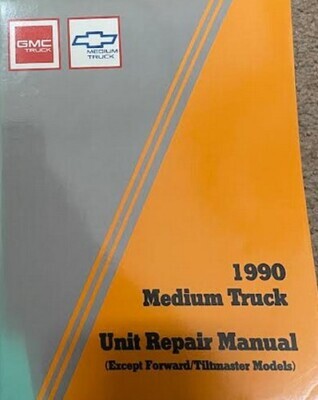 GMC
TRUCK
MEDIUM
TRUCK
1990
Medium Truck
Unit Repair Manual
(Except Forward/Tiltmaster Models)